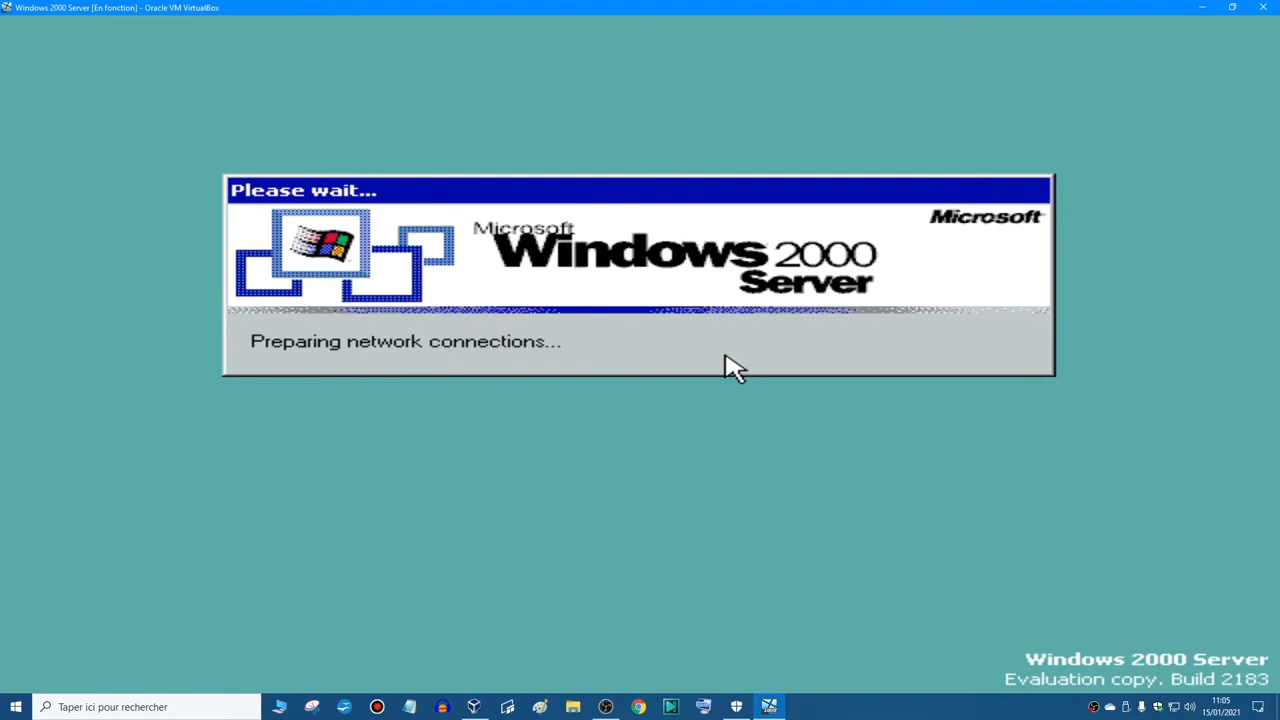 Windows 2000 Server [En fonction] - Oracle VM VirtualBox
Please wait...
Microsoft
Microsoft
Windows 2000
Server
Preparing network connections...
Windows 2000 Server
Evaluation copy. Build 2183
Taper ici pour rechercher
2000
11:05
15/01/2021